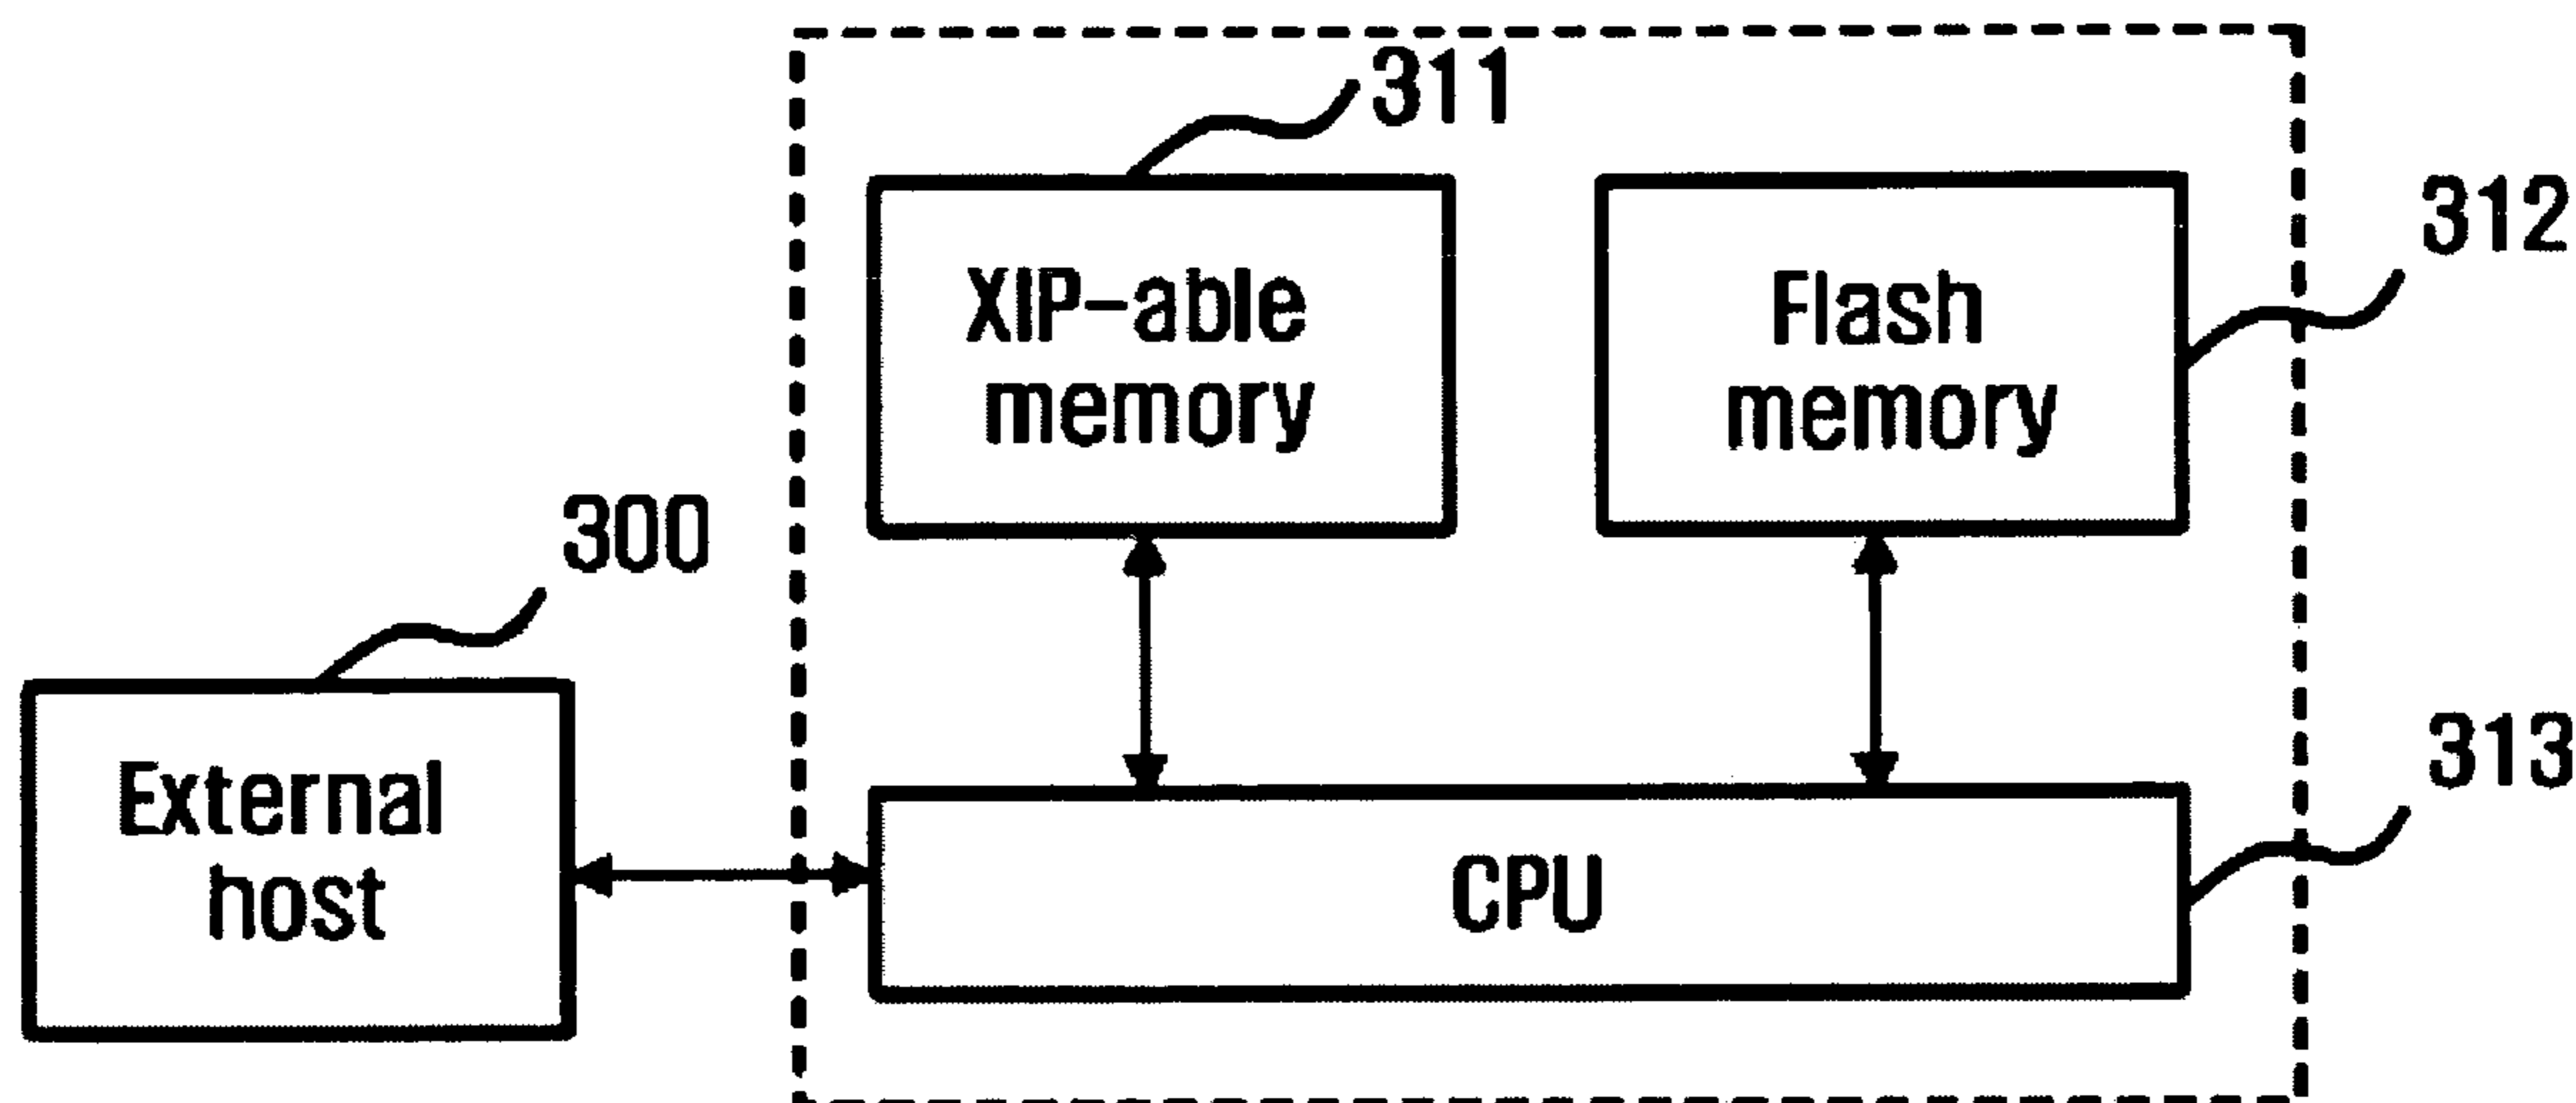 311
XIP-able
memory
Flash
memory
312
300
External
host
CPU
313